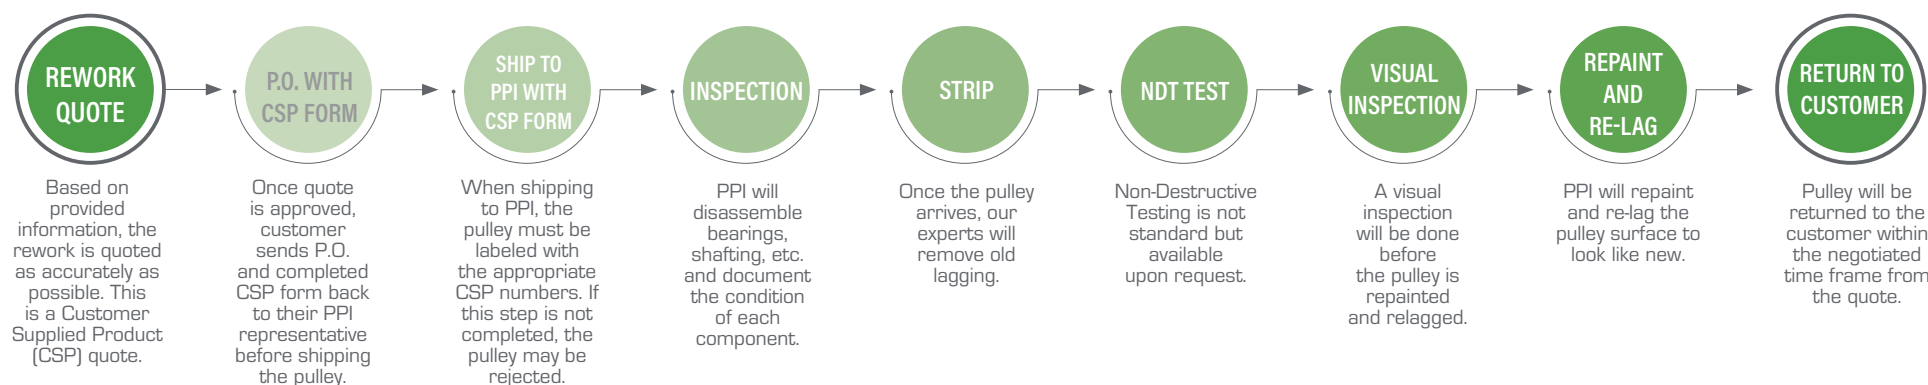 REWORK
QUOTE
Based on
provided
information, the
rework is quoted
as accurately as
possible. This
is a Customer
Supplied Product
(CSP) quote.
P.O. WITH
CSP FORM
Once quote
is approved,
customer
sends P.O.
and completed
CSP form back
to their PPI
representative
before shipping
the pulley.
SHIP TO
PPI WITH
CSP FORM
When shipping
to PPI, the
pulley must be
labeled with
the appropriate
CSP numbers. If
this step is not
completed, the
pulley may be
rejected.
INSPECTION
PPI will
disassemble
bearings,
shafting, etc.
and document
the condition
of each
component.
STRIP
Once the pulley
arrives, our
experts will
remove old
lagging.
NDT TEST
Non-Destructive
Testing is not
standard but
available
upon request.
VISUAL
INSPECTION
A visual
inspection
will be done
before
the pulley is
repainted
and relagged.
REPAINT
AND
RE-LAG
PPI will repaint
and re-lag the
pulley surface to
look like new.
RETURN TO
CUSTOMER
Pulley will be
returned to the
customer within
the negotiated
time frame from
the quote.